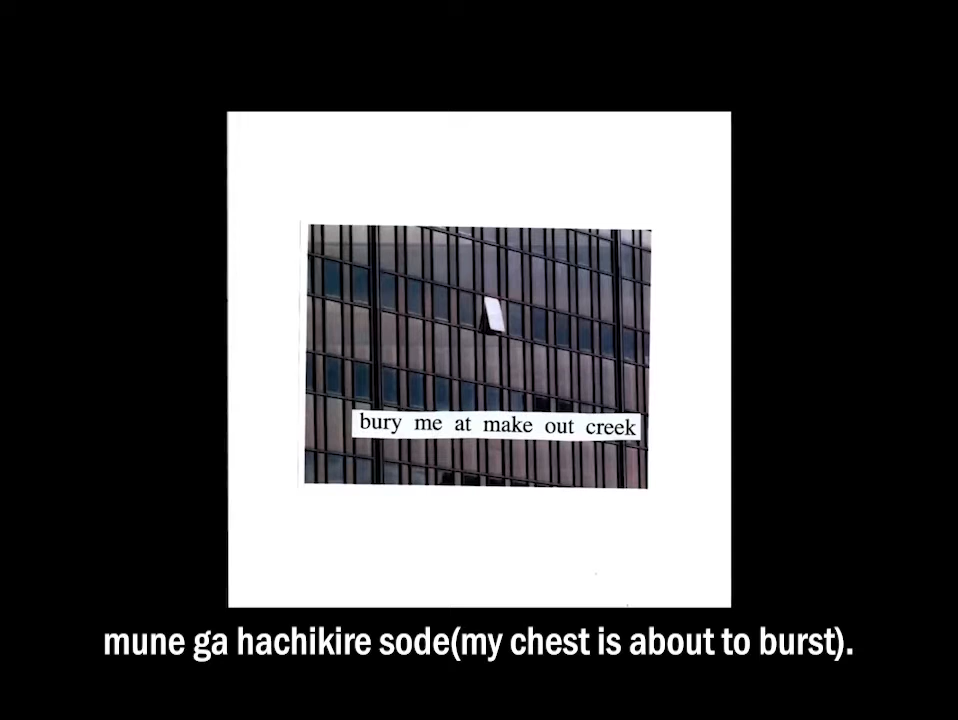 bury me at make out creek
mune ga hachikire sode(my chest is about to burst).